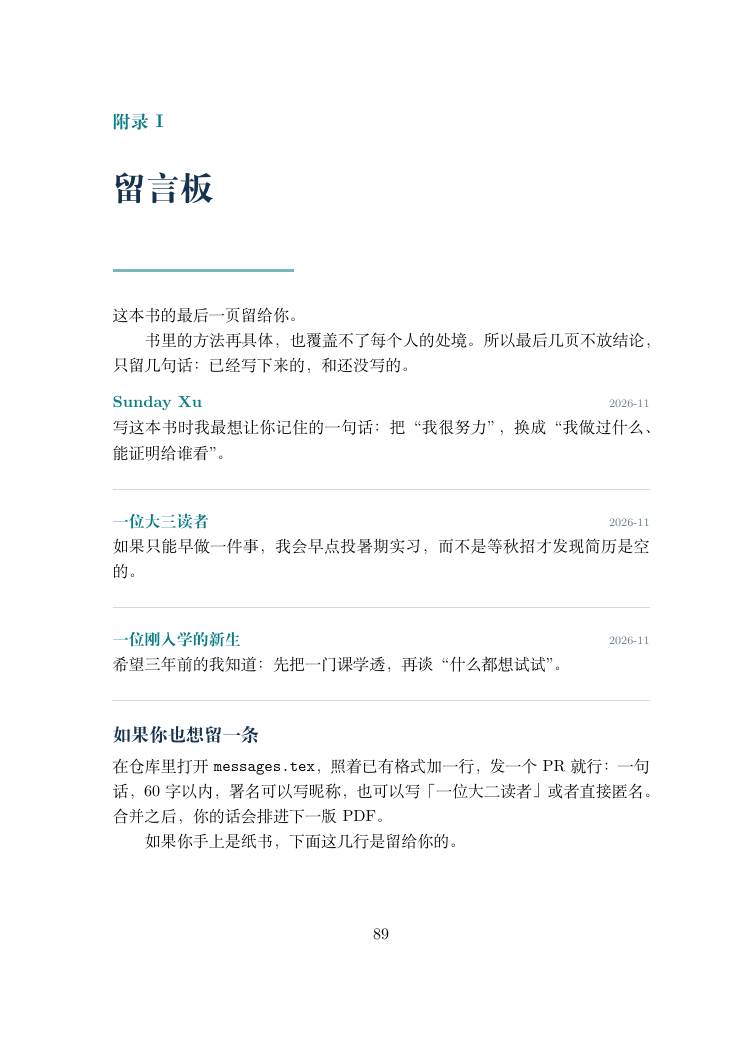 附录 I
留言板
这本书的最后一页留给你。
书里的方法再具体，也覆盖不了每个人的处境。所以最后几页不放结论，
只留几句话：已经写下来的，和还没写的。
Sunday Xu 2026-11
写这本书时我最想让你记住的一句话：把“我很努力”，换成“我做过什么、
能证明给谁看”。
一位大三读者 2026-11
如果只能早做一件事，我会早点投暑期实习，而不是等秋招才发现简历是空
的。
一位刚入学的新生 2026-11
希望三年前的我知道：先把一门课学透，再谈“什么都想试试”。
如果你也想留一条
在仓库里打开 messages.tex，照着已有格式加一行，发一个 PR 就行：一句
话，60 字以内，署名可以写昵称，也可以写「一位大二读者」或者直接匿名。
合并之后，你的话会排进下一版 PDF。
如果你手上是纸书，下面这几行是留给你的。
89